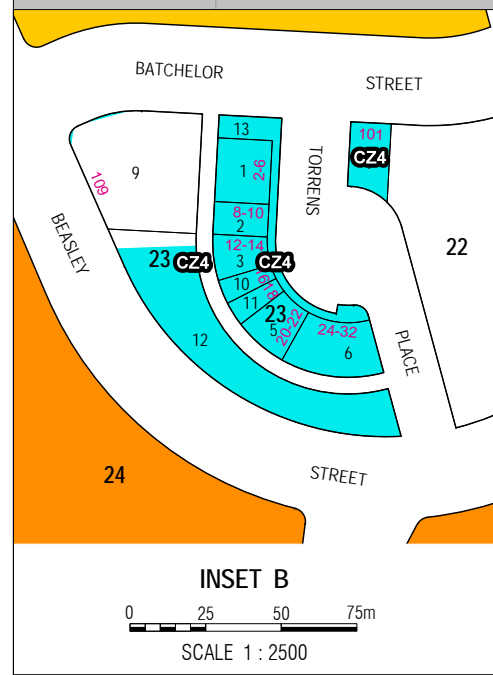 BATCHELOR
STREET
101
CZ4
13
TORRENS
1
2-6
9
109
8-10
2
BEASLEY
12-14
3
23
CZ4
CZ4
22
10
16
18
11
23
5
20-22
24-32
6
12
PLACE
24
STREET
INSET B
0 25 50 75m
SCALE 1 : 2500